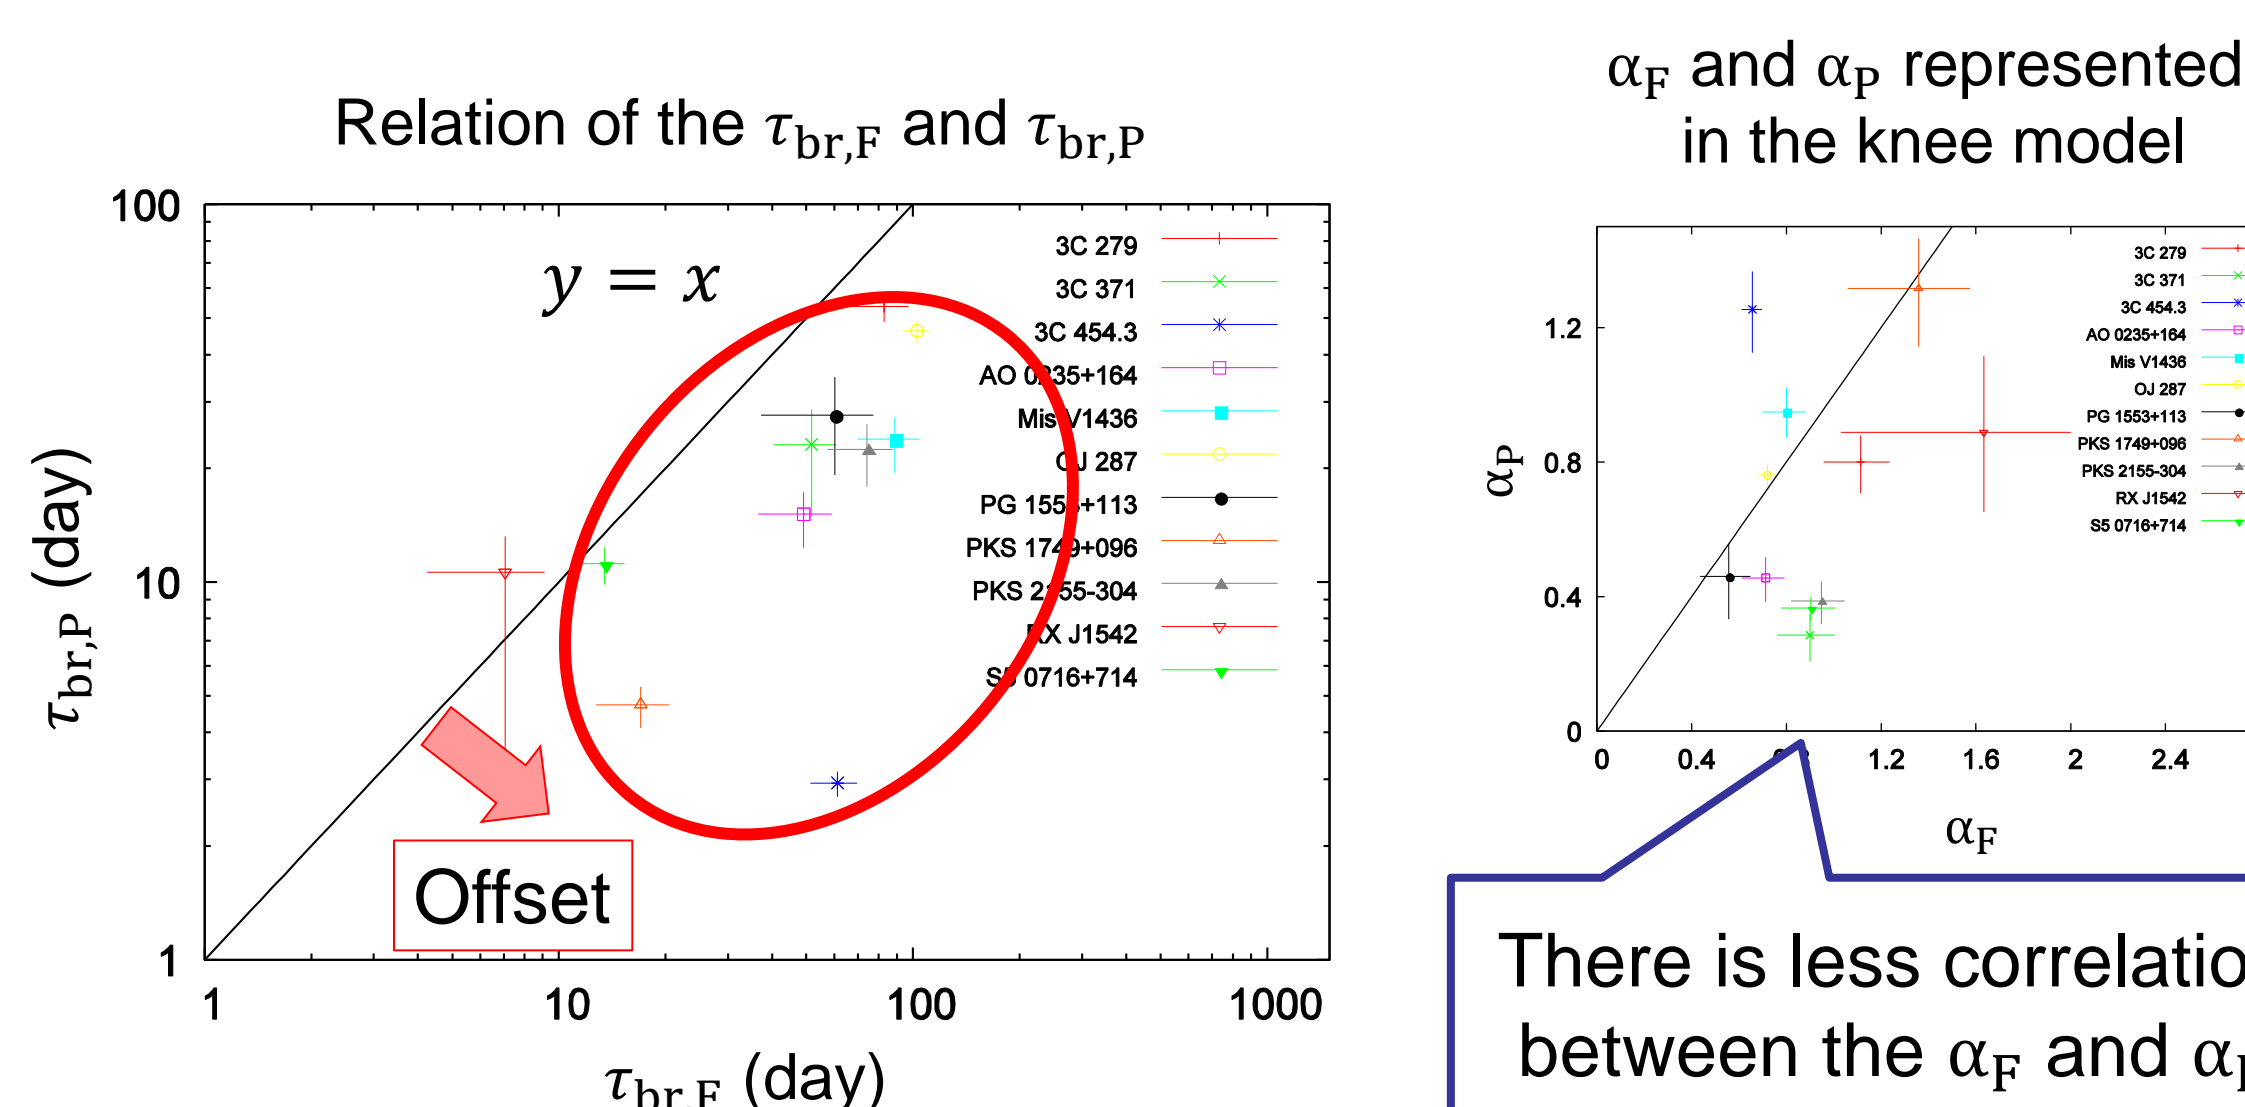 Relation of the τbr,F and τbr,P
100
10
1
1
10
100
1000
τbr,P (day)
τbr,F (day)
y = x
3C 279
3C 371
3C 454.3
AO 0235+164
Mis V1436
OJ 287
PG 1553+113
PKS 1749+096
PKS 2155-304
RX J1542
S5 0716+714
Offset
αF and αP represented
in the knee model
1.2
0.8
0.4
0
0
0.4
1.2
1.6
2
2.4
αP
αF
3C 279
3C 371
3C 454.3
AO 0235+164
Mis V1436
OJ 287
PG 1553+113
PKS 1749+096
PKS 2155-304
RX J1542
S5 0716+714
There is less correlatio
between the αF and α